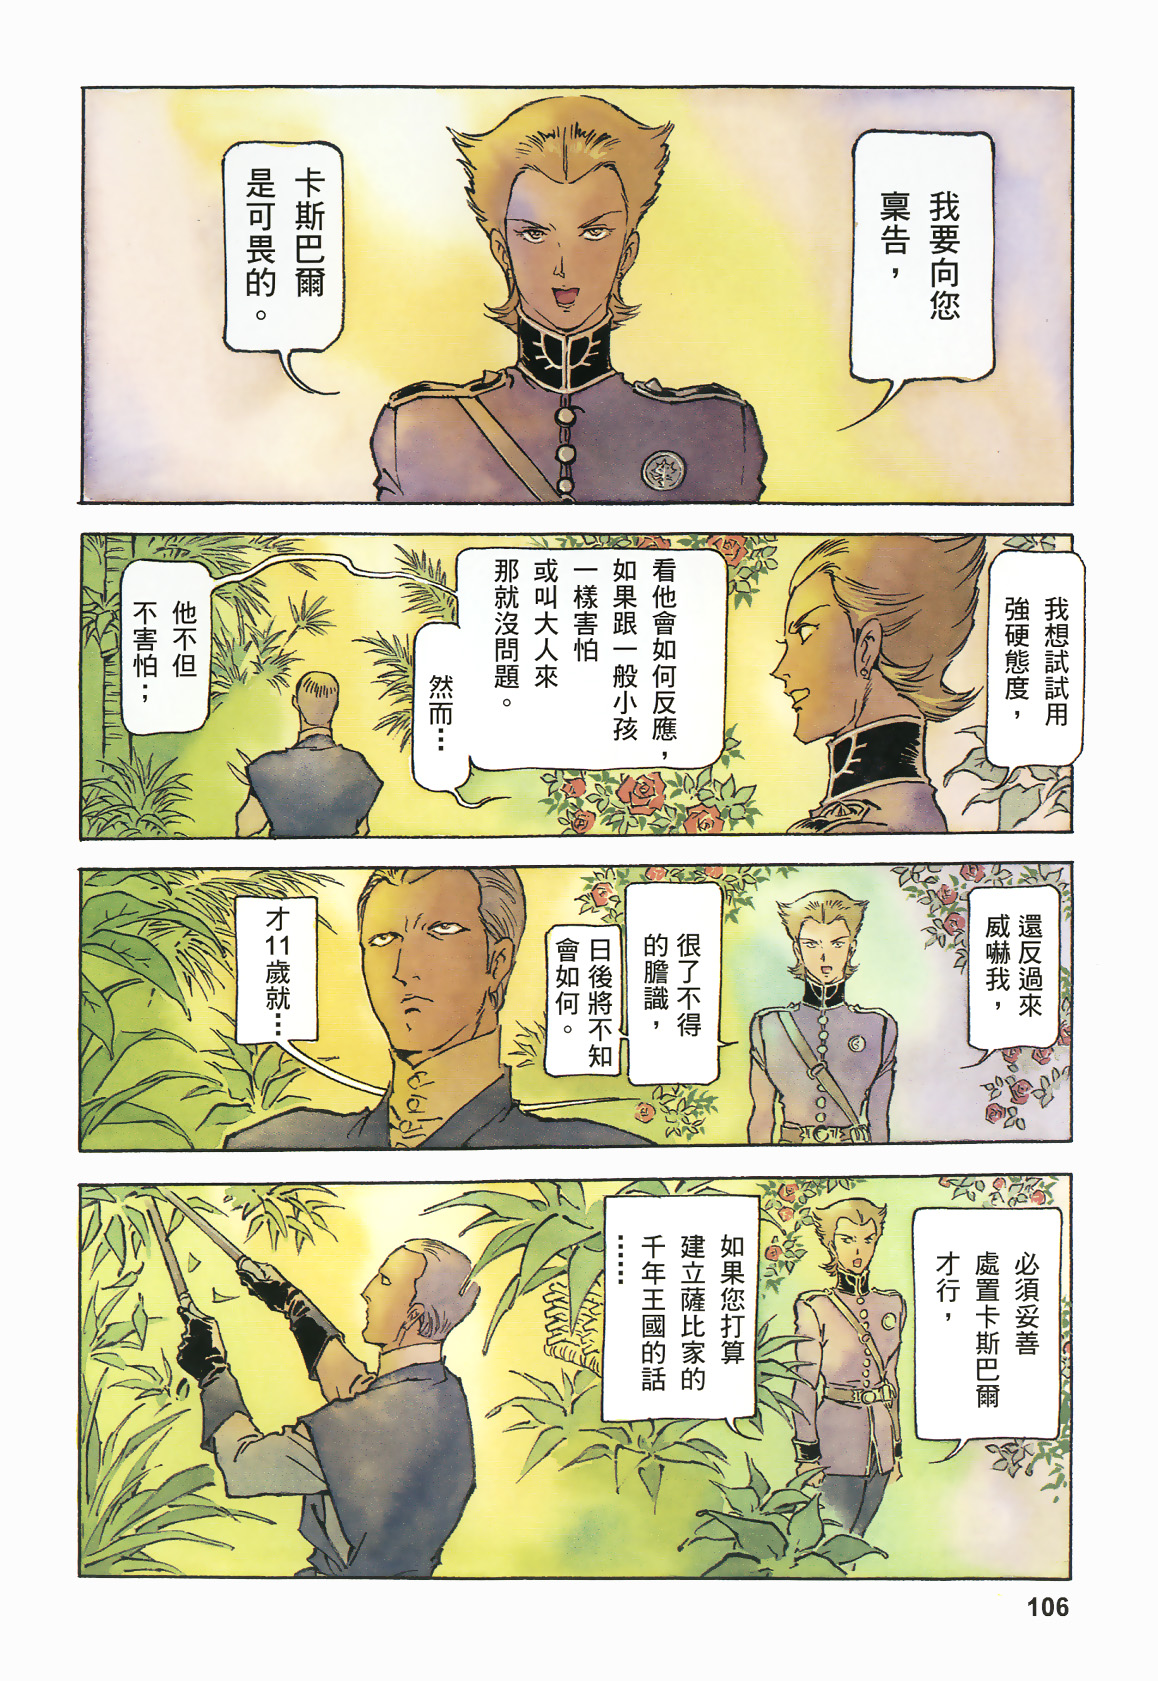 我要向您
稟告，
卡斯巴爾
是可畏的。
我想試試用
強硬態度，
看他會如何反應，
如果跟一般小孩
一樣害怕
或叫大人來
那就沒問題。
然而…
他不但
不害怕；
還反過來
威嚇我，
很了不得
的膽識，
日後將不知
會如何。
才11歲就…
必須妥善
處置卡斯巴爾
才行，
如果您打算
建立薩比家的
千年王國的話
……
106